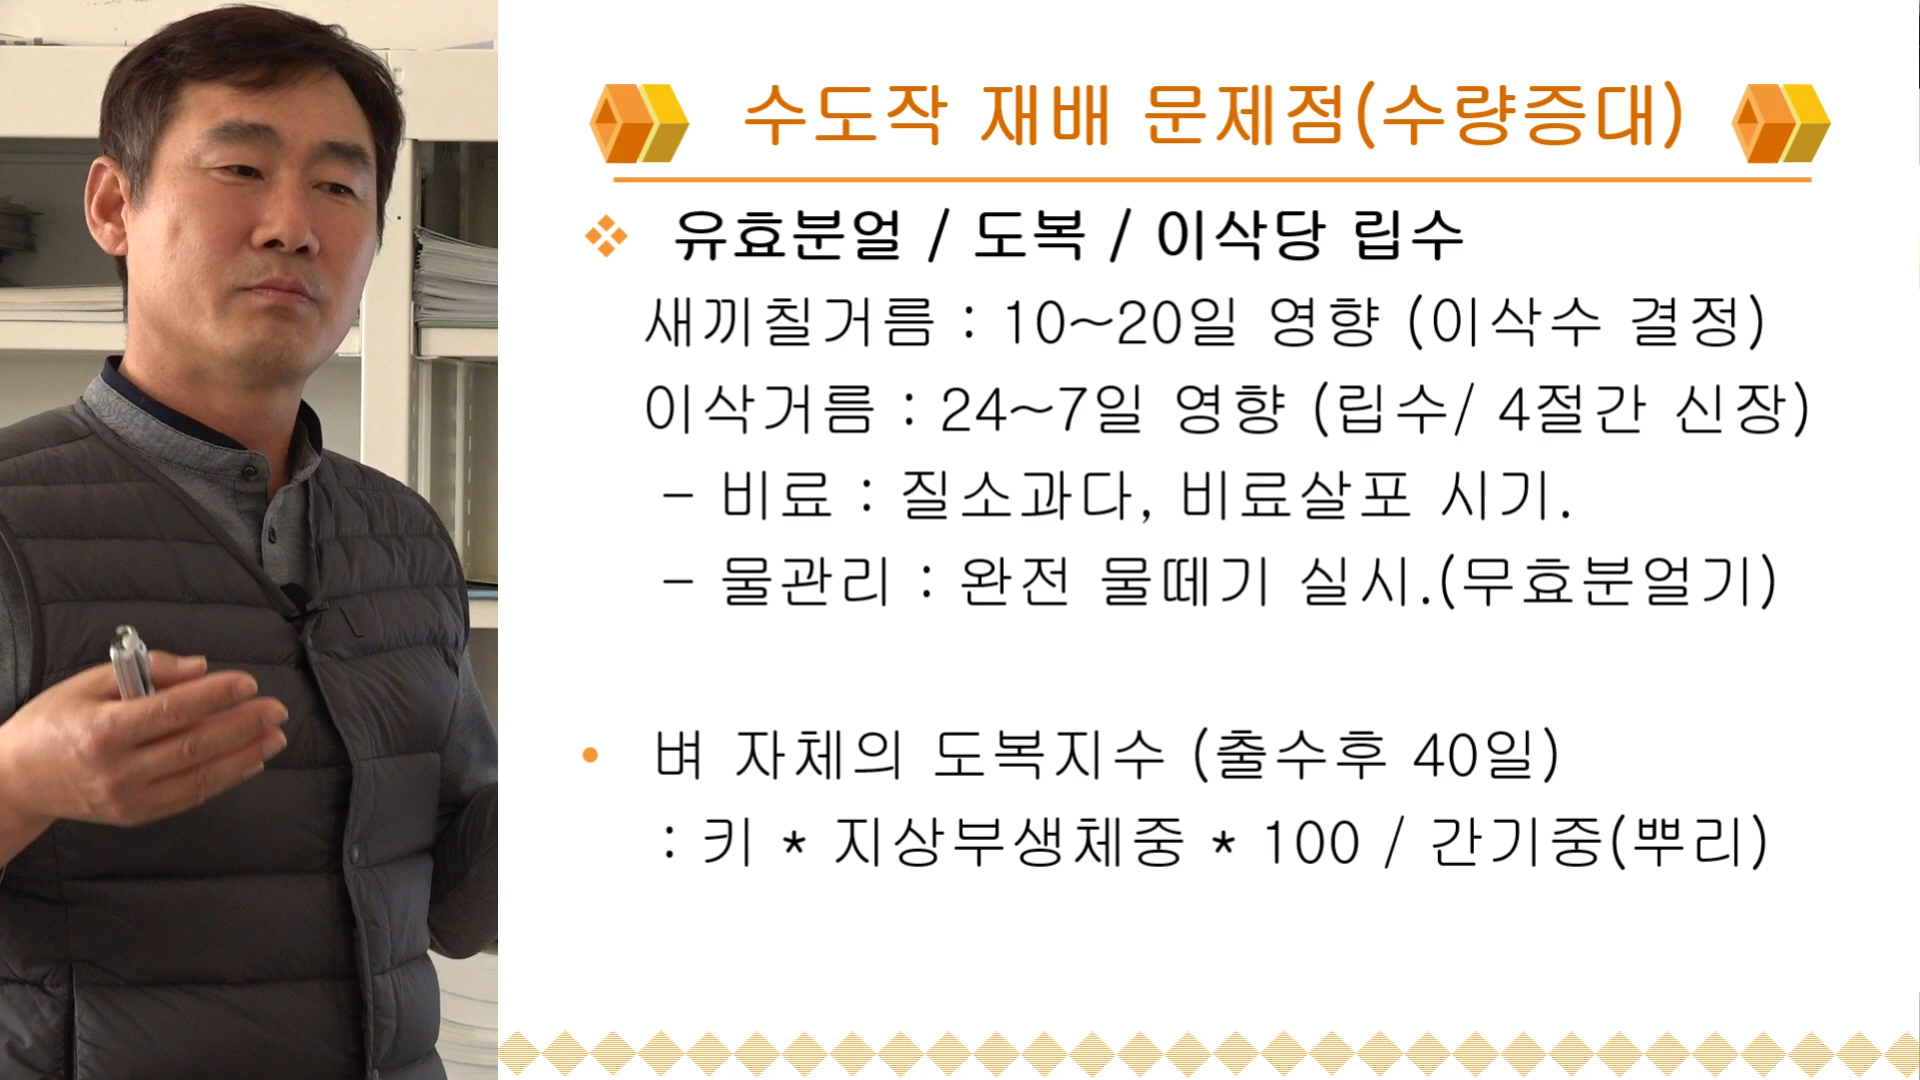 수도작 재배 문제점(수량증대)
유효분얼 / 도복 / 이삭당 립수
새끼칠거름 : 10~20일 영향 (이삭수 결정)
이삭거름 : 24~7일 영향 (립수/ 4절간 신장)
- 비료 : 질소과다, 비료살포 시기.
- 물관리 : 완전 물떼기 실시.(무효분얼기)
• 벼 자체의 도복지수 (출수후 40일)
: 키 * 지상부생체중 * 100 / 간기중(뿌리)